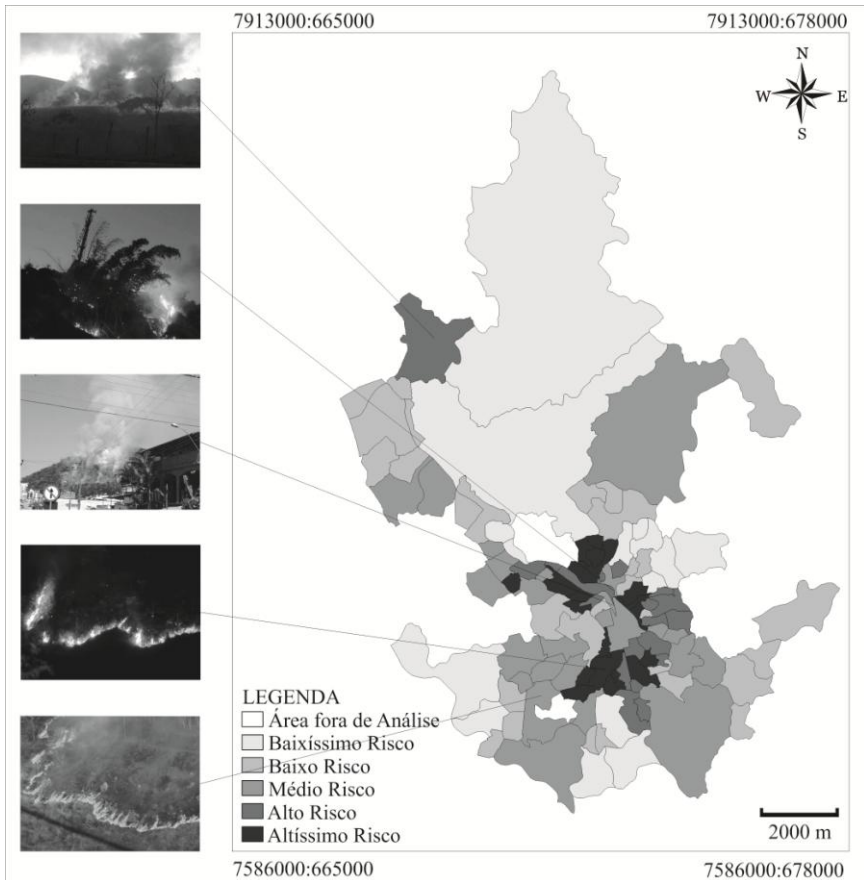 7913000:665000
7913000:678000
N
W E
S
LEGENDA
Área fora de Análise
Baixíssimo Risco
Baixo Risco
Médio Risco
Alto Risco
Altíssimo Risco
2000 m
7586000:665000
7586000:678000